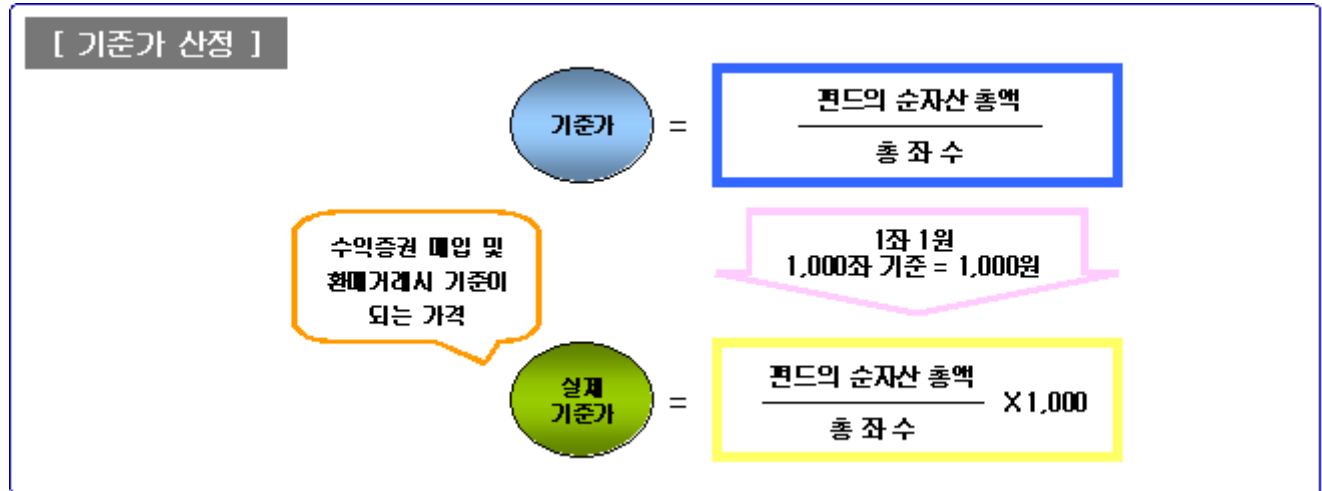 [ 기준가 산정 ]
기준가
=
펀드의 순자산 총액
총 좌 수
수익증권 매입 및
환매거래시 기준이
되는 가격
1좌 1원
1,000좌 기준 = 1,000원
실제
기준가
=
펀드의 순자산 총액
총 좌 수
X1,000